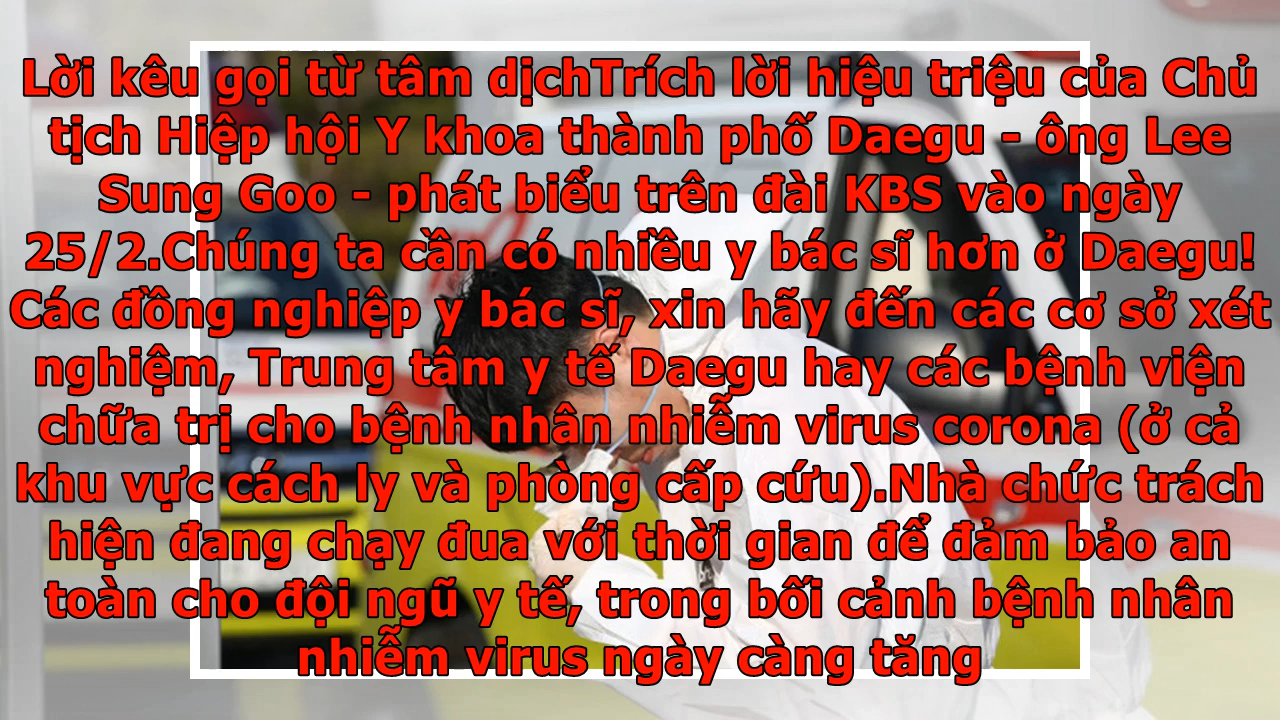 Lời kêu gọi từ tâm dịchTrích lời hiệu triệu của Chủ
tịch Hiệp hội Y khoa thành phố Daegu - ông Lee
Sung Goo - phát biểu trên đài KBS vào ngày
25/2.Chúng ta cần có nhiều y bác sĩ hơn ở Daegu!
Các đồng nghiệp y bác sĩ, xin hãy đến các cơ sở xét
nghiệm, Trung tâm y tế Daegu hay các bệnh viện
chữa trị cho bệnh nhân nhiễm virus corona (ở cả
khu vực cách ly và phòng cấp cứu).Nhà chức trách
hiện đang chạy đua với thời gian để đảm bảo an
toàn cho đội ngũ y tế, trong bối cảnh bệnh nhân
nhiễm virus ngày càng tăng